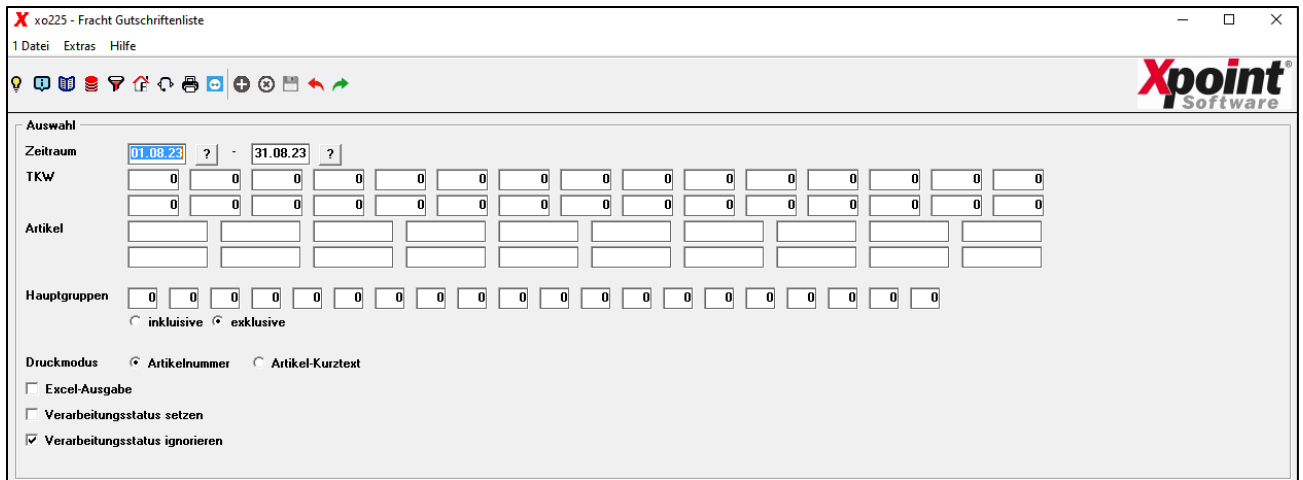 xo225 - Fracht Gutschriftenliste
1 Datei Extras Hilfe
Xpoint®
Software
Auswahl
Zeitraum 01.08.23 ? - 31.08.23 ?
TKW 0 0 0 0 0 0 0 0 0 0 0 0 0 0 0
0 0 0 0 0 0 0 0 0 0 0 0 0 0 0
Artikel
Hauptgruppen 0 0 0 0 0 0 0 0 0 0 0 0 0 0 0 0 0 0 0 0
inkluisive exklusive
Druckmodus Artikelnummer Artikel-Kurztext
Excel-Ausgabe
Verarbeitungsstatus setzen
Verarbeitungsstatus ignorieren